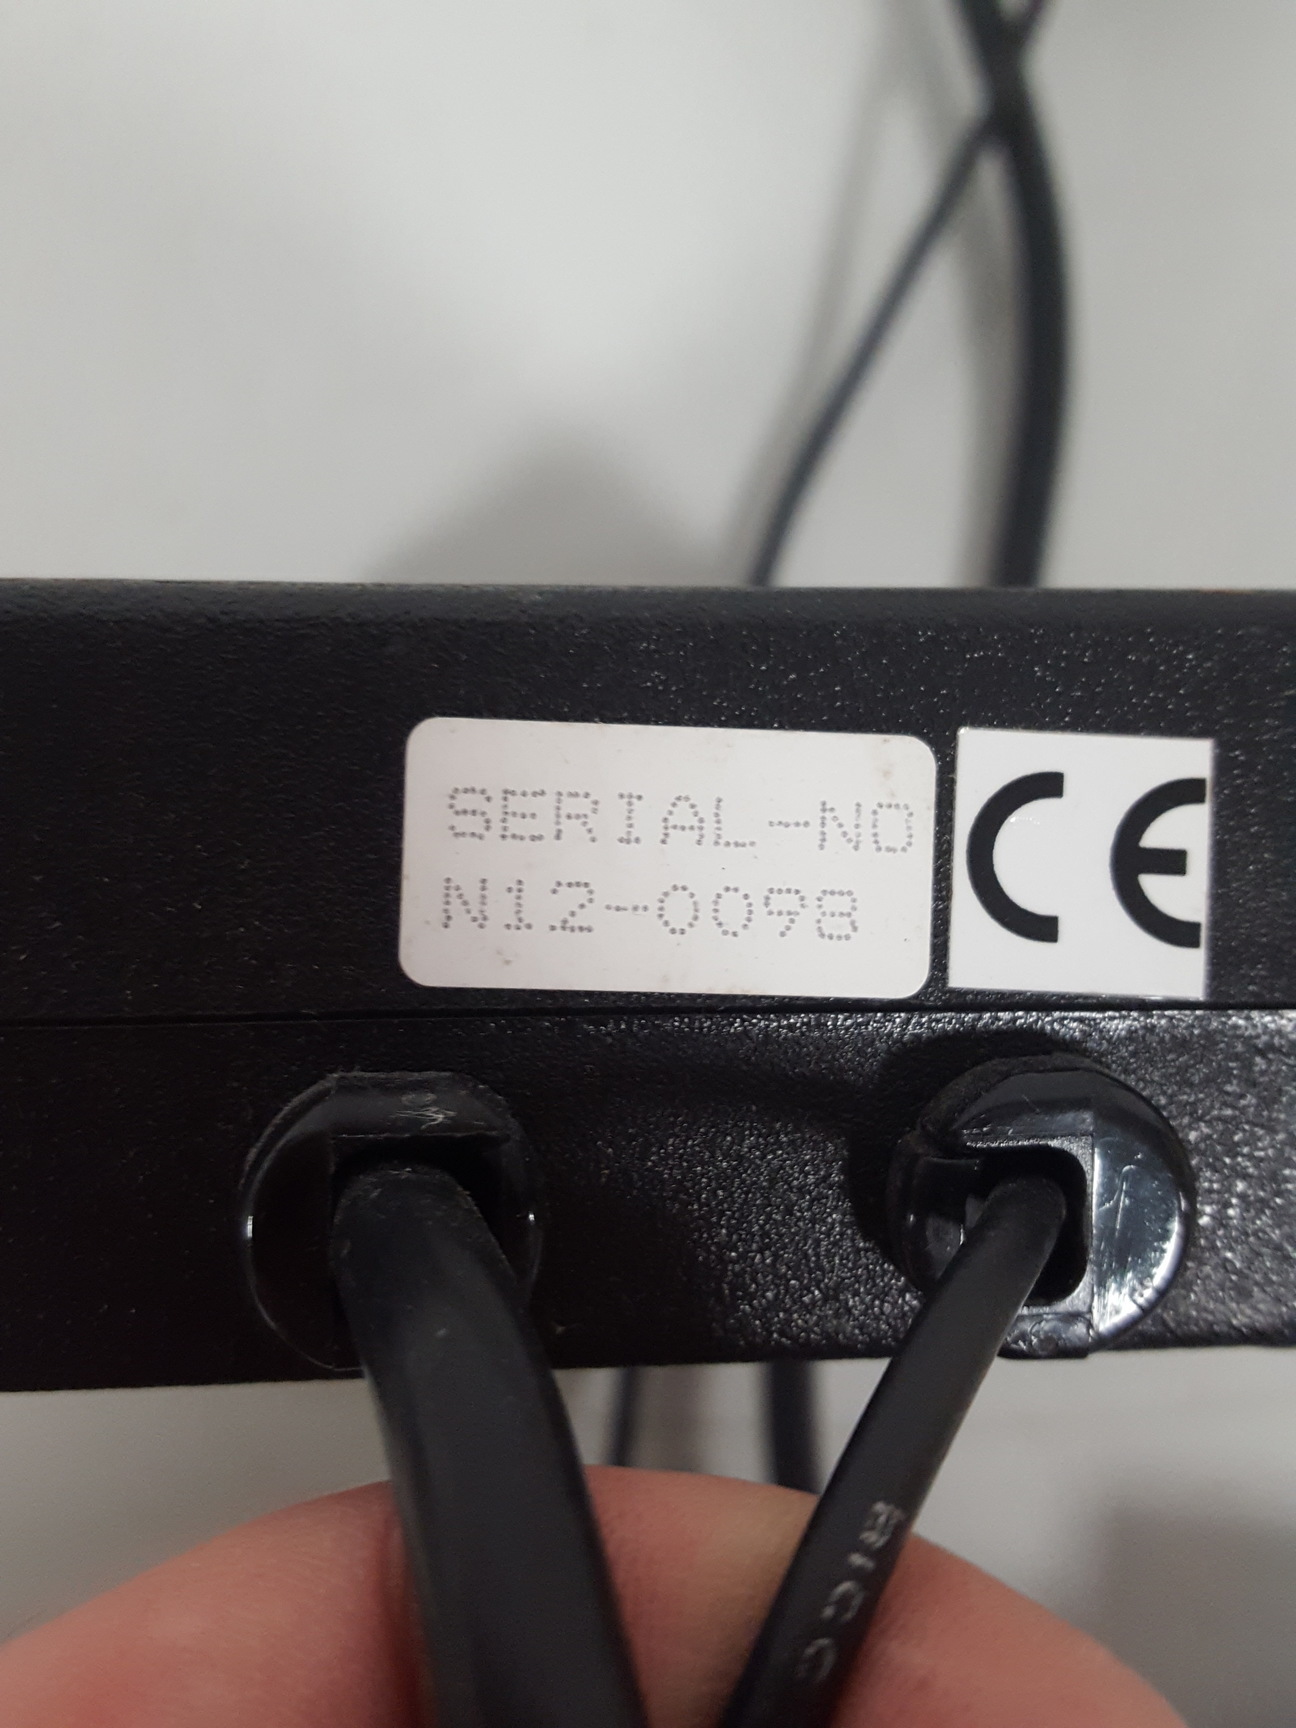 SERIAL-NO
N12-0098
CE